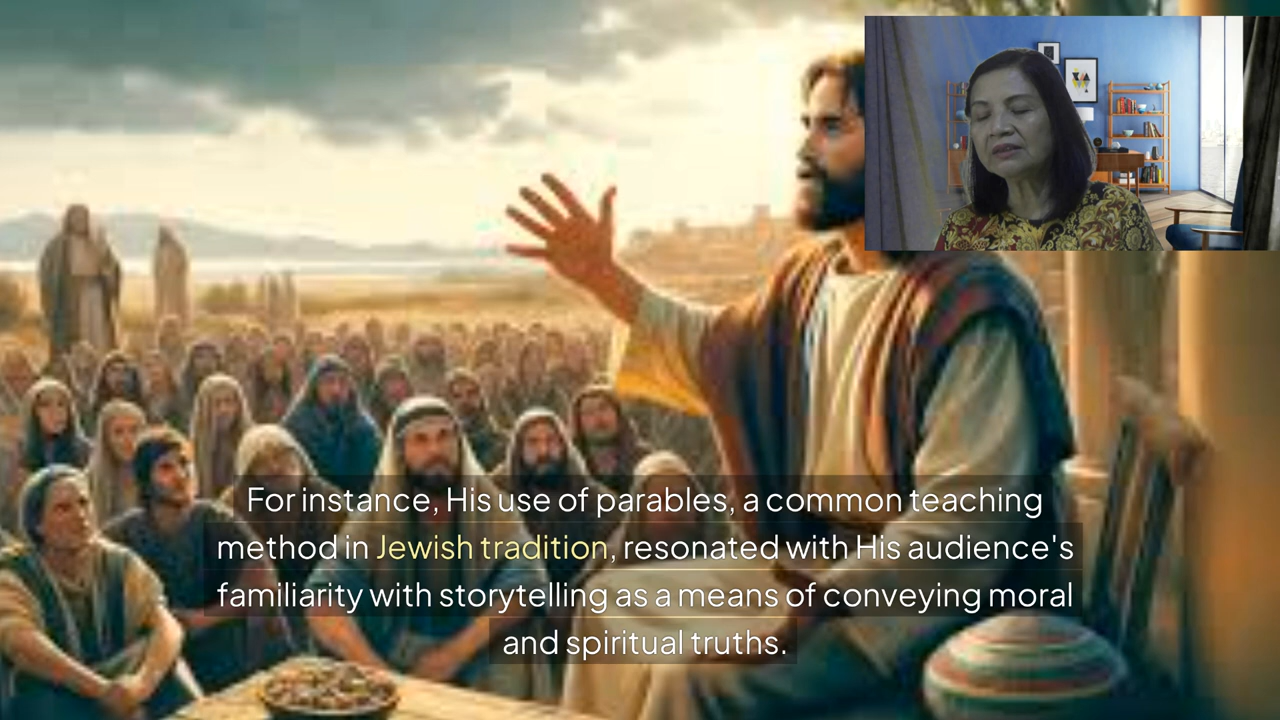 For instance, His use of parables, a common teaching
method in Jewish tradition, resonated with His audience's
familiarity with storytelling as a means of conveying moral
and spiritual truths.